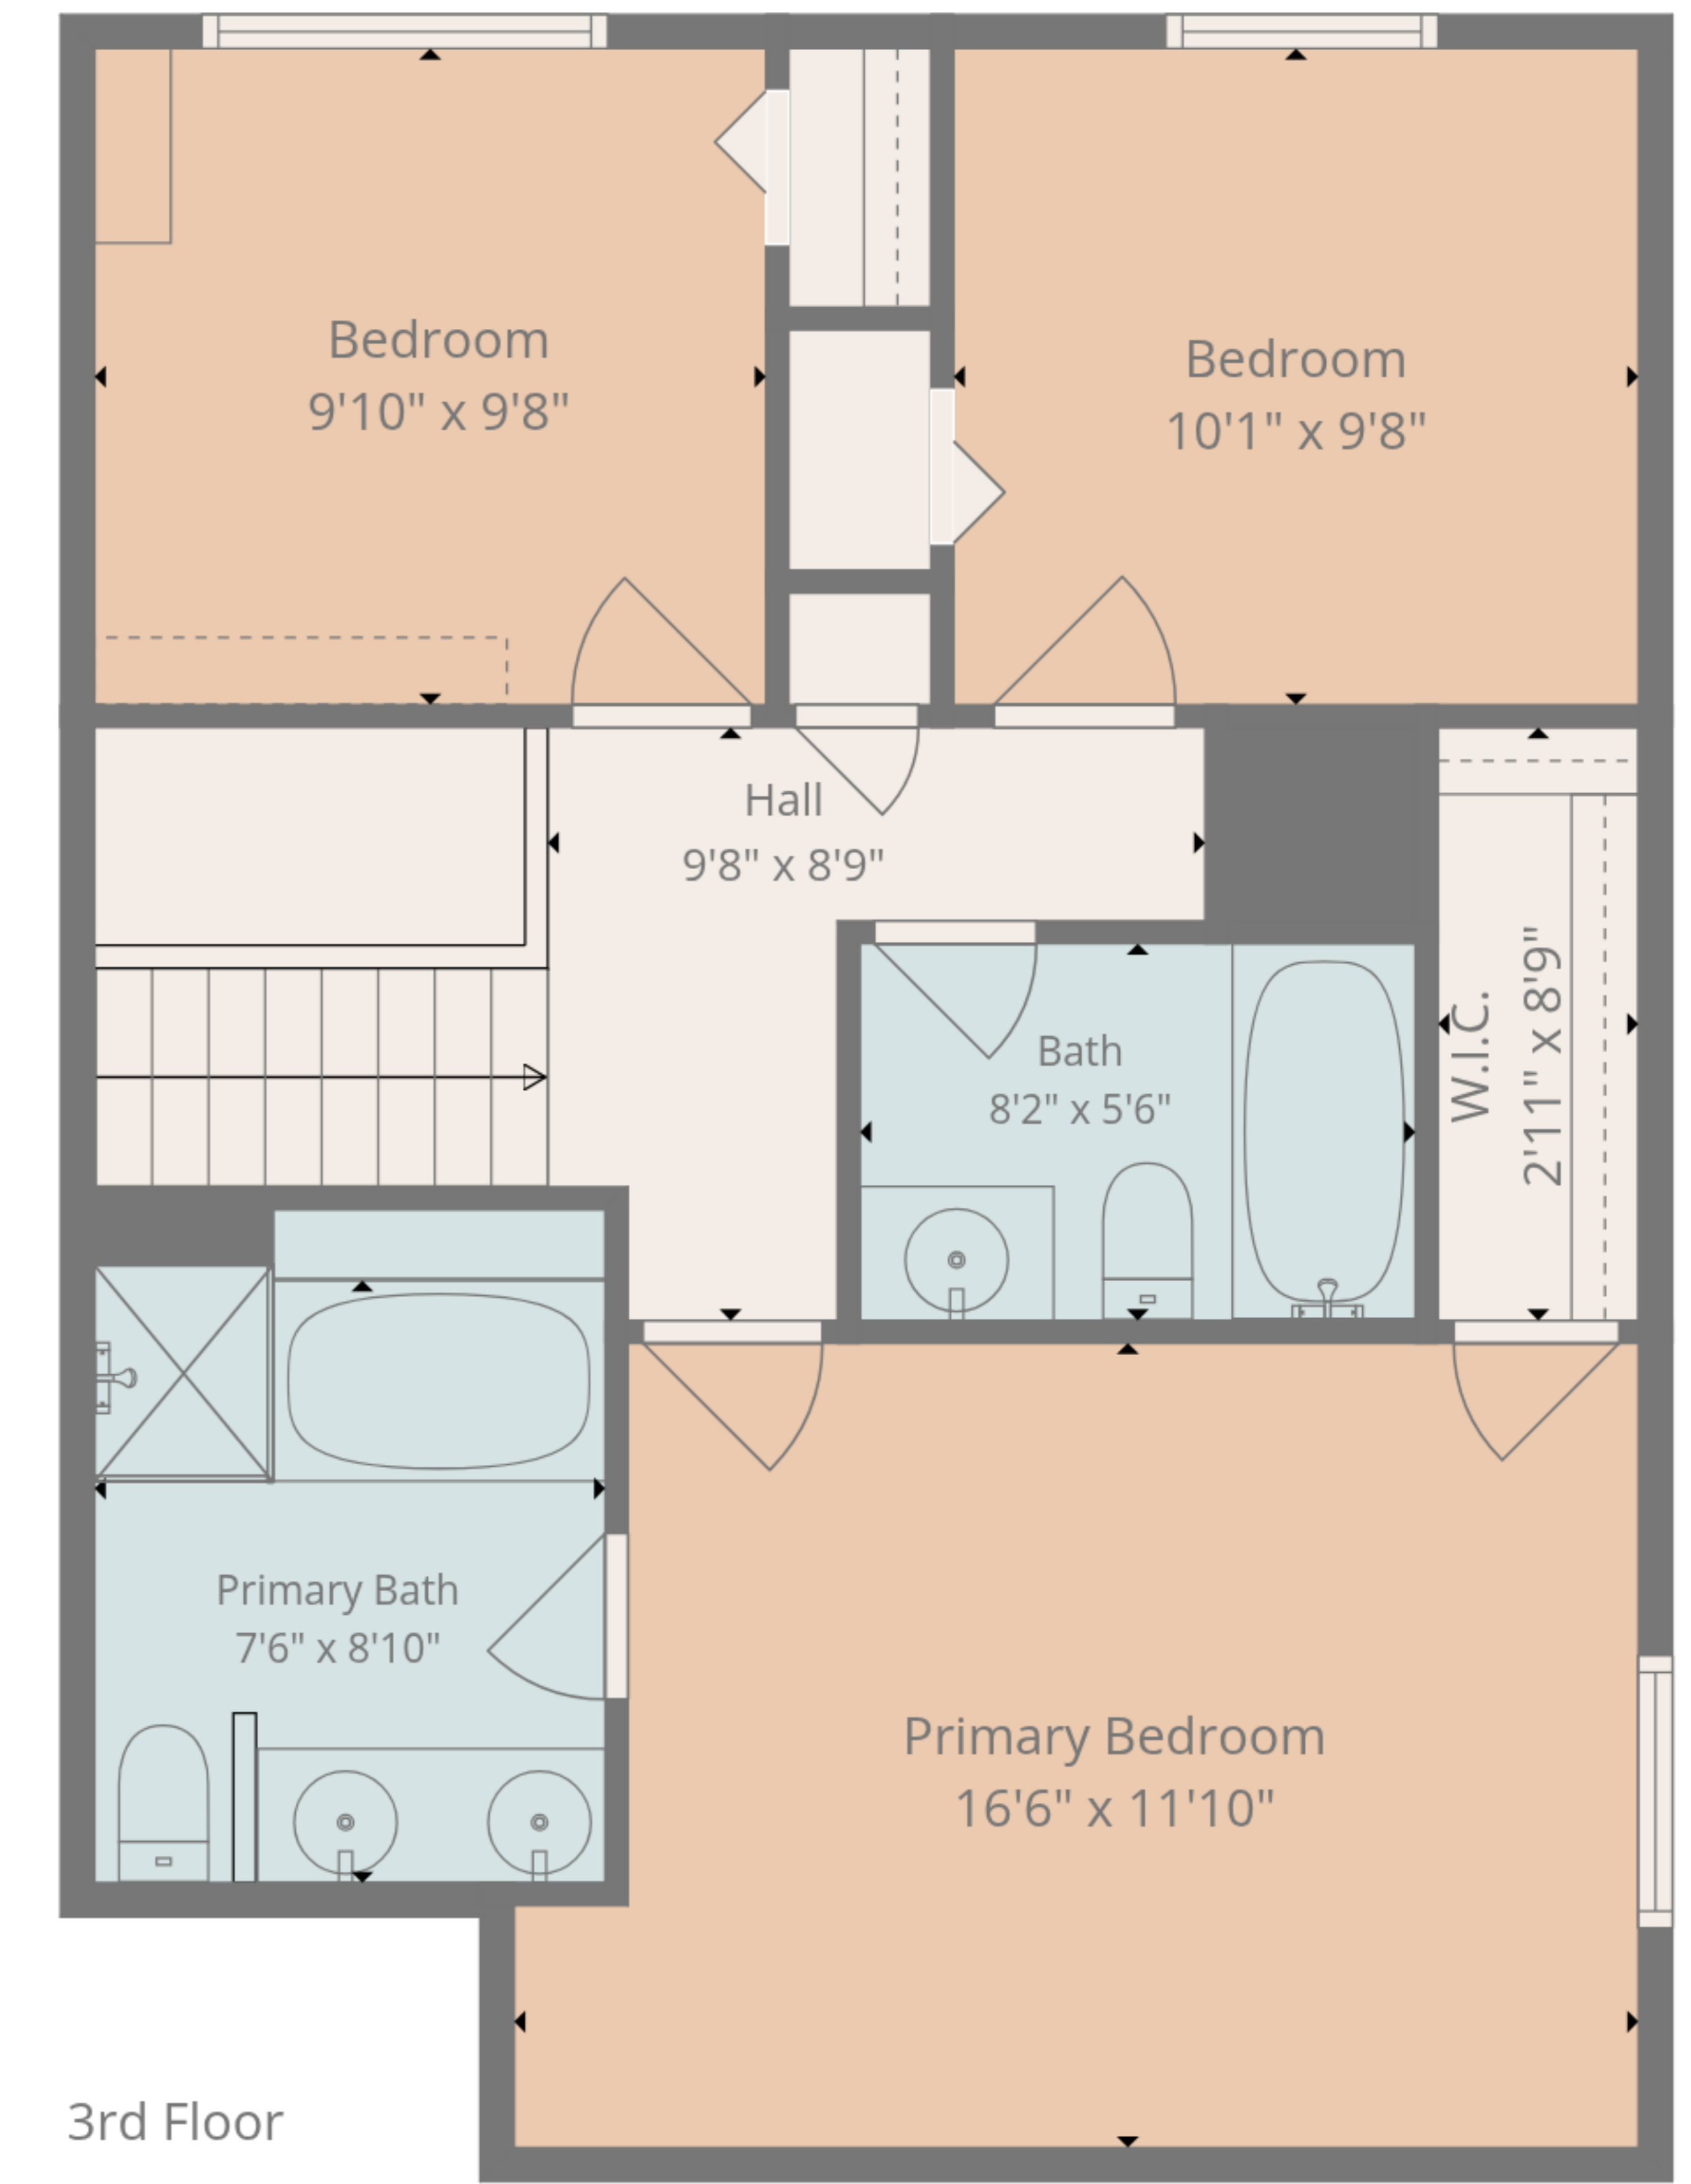 Bedroom
9'10" x 9'8"
Bedroom
10'1" x 9'8"
Hall
9'8" x 8'9"
Bath
8'2" x 5'6"
W.I.C.
2'11" x 8'9"
Primary Bath
7'6" x 8'10"
Primary Bedroom
16'6" x 11'10"
3rd Floor